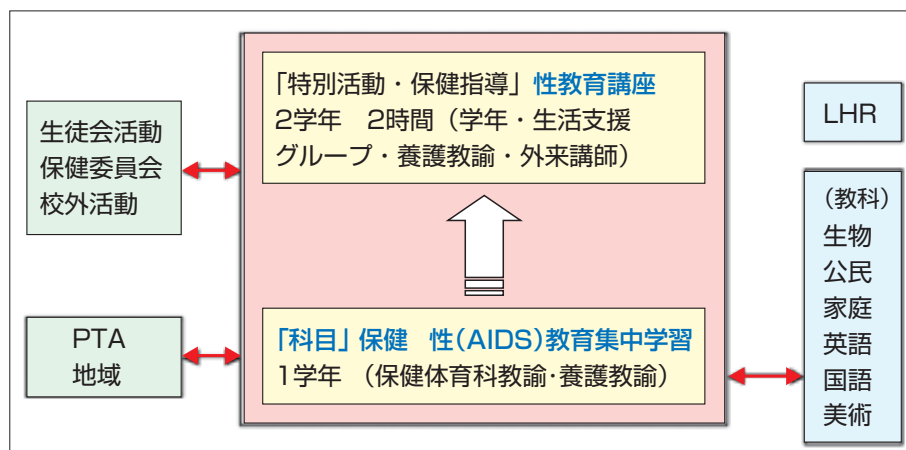 「特別活動・保健指導」性教育講座
2学年　2時間（学年・生活支援
グループ・養護教諭・外来講師）
生徒会活動
保健委員会
校外活動
LHR
（教科）
生物
公民
家庭
英語
国語
美術
「科目」保健　性(AIDS)教育集中学習
1学年　（保健体育科教諭・養護教諭）
PTA
地域